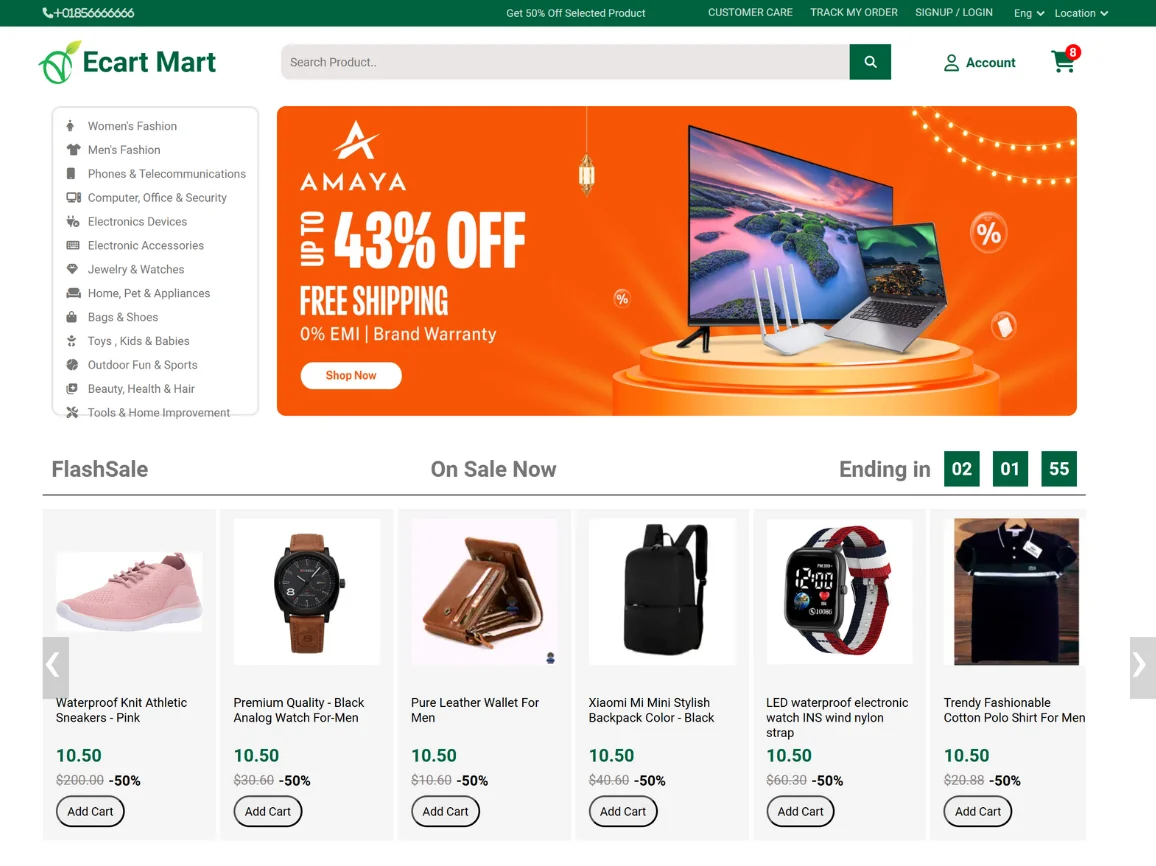 +01856666666
Get 50% Off Selected Product
CUSTOMER CARE
TRACK MY ORDER
SIGNUP / LOGIN
Eng
Location
Ecart Mart
Search Product..
Account
8
Women's Fashion
Men's Fashion
Phones & Telecommunications
Computer, Office & Security
Electronics Devices
Electronic Accessories
Jewelry & Watches
Home, Pet & Appliances
Bags & Shoes
Toys , Kids & Babies
Outdoor Fun & Sports
Beauty, Health & Hair
Tools & Home Improvement
AMAYA
UP TO 43% OFF
FREE SHIPPING
0% EMI | Brand Warranty
Shop Now
%
%
FlashSale
On Sale Now
Ending in 02 01 55
Waterproof Knit Athletic
Sneakers - Pink
10.50
$200.00 -50%
Add Cart
Premium Quality - Black
Analog Watch For-Men
10.50
$30.60 -50%
Add Cart
Pure Leather Wallet For
Men
10.50
$10.60 -50%
Add Cart
Xiaomi Mi Mini Stylish
Backpack Color - Black
10.50
$40.60 -50%
Add Cart
LED waterproof electronic
watch INS wind nylon
strap
10.50
$60.30 -50%
Add Cart
Trendy Fashionable
Cotton Polo Shirt For Men
10.50
$20.88 -50%
Add Cart